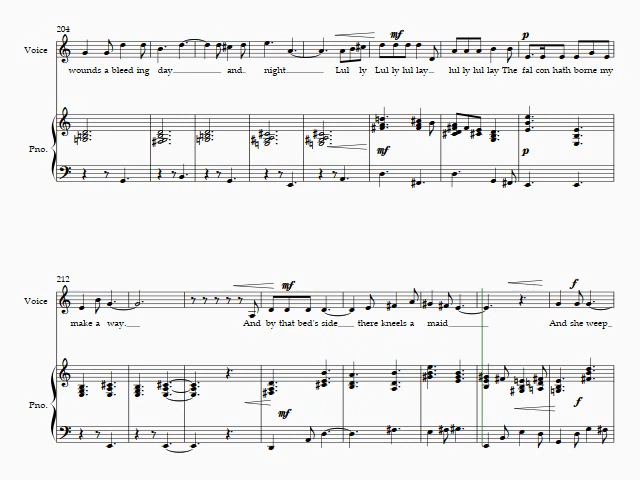 204
mf
p
Voice
wounds a bleed ing day and night Lul ly Lul ly lul lay lul ly lul lay The fal con hath borne my
Pno.
mf
p
212
mf
f
Voice
make a way. And by that bed's side there kneels a maid And she weep
Pno.
mf
f